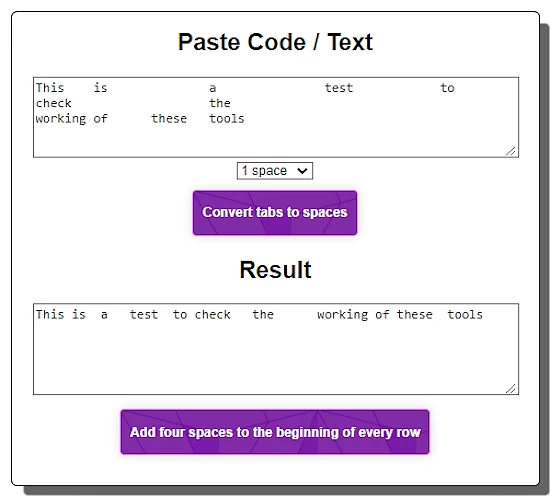 Paste Code / Text
This    is              a               test            to
check                   the
working of      these   tools
1 space
Convert tabs to spaces
Result
This is  a   test  to check   the      working of these  tools
Add four spaces to the beginning of every row